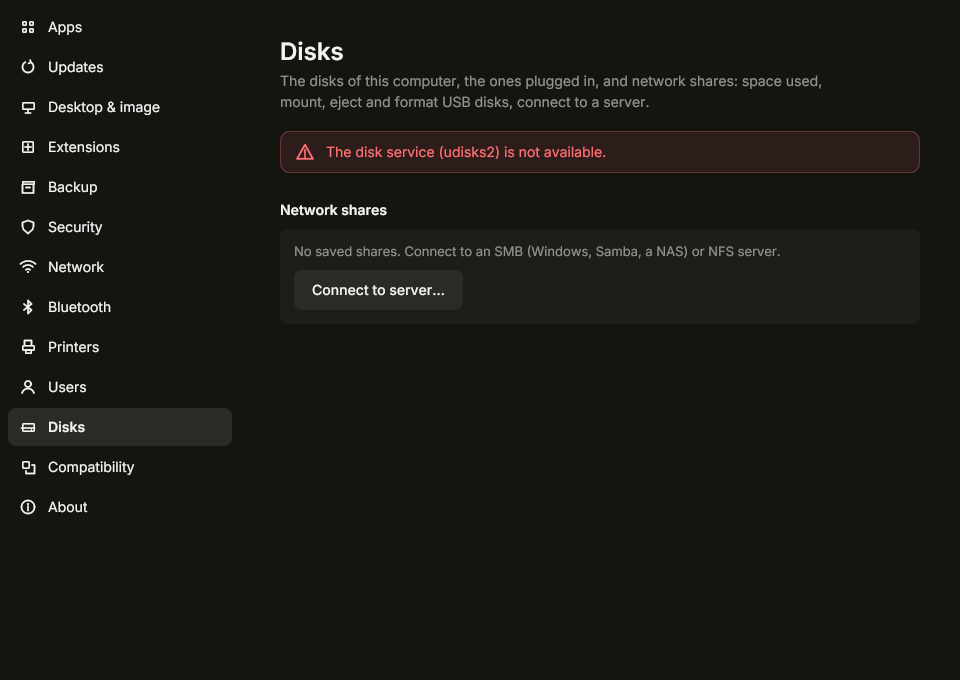 Apps
Updates
Desktop & image
Extensions
Backup
Security
Network
Bluetooth
Printers
Users
Disks
Compatibility
About
Disks
The disks of this computer, the ones plugged in, and network shares: space used,
mount, eject and format USB disks, connect to a server.
The disk service (udisks2) is not available.
Network shares
No saved shares. Connect to an SMB (Windows, Samba, a NAS) or NFS server.
Connect to server...